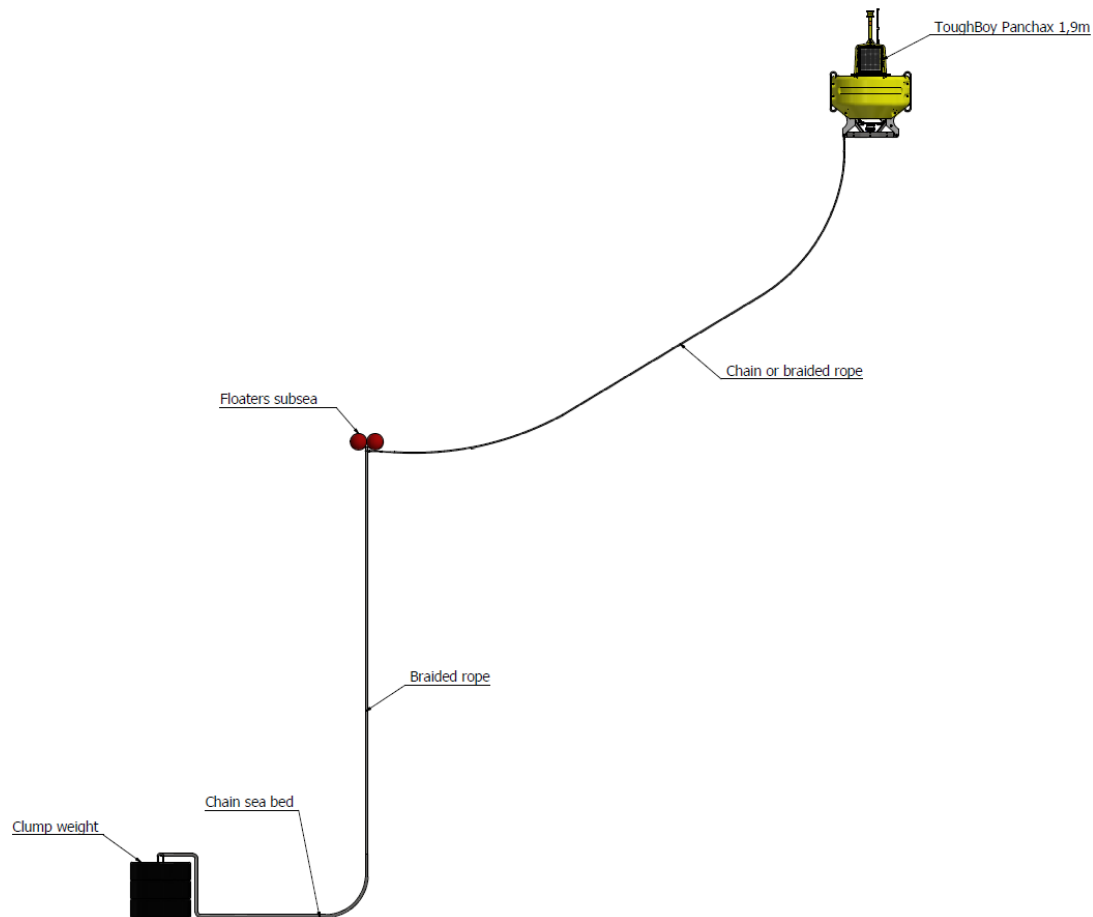 ToughBoy Panchax 1,9m
Chain or braided rope
Floaters subsea
Braided rope
Chain sea bed
Clump weight